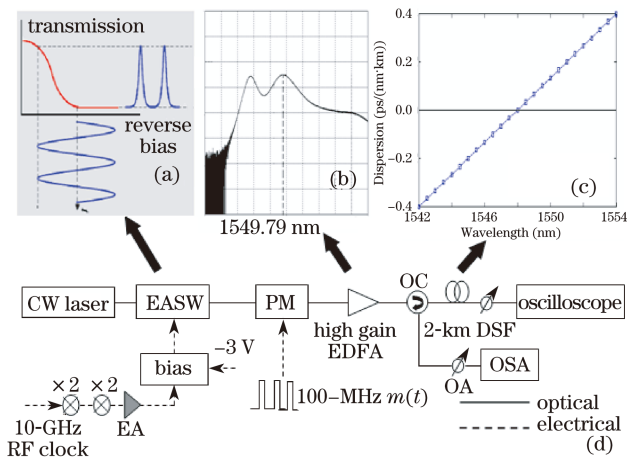 transmission
reverse
bias
(a)
(b)
1549.79 nm
Dispersion (ps/(nm·km))
0.4
0.2
0.0
-0.2
-0.4
1542
1546
1550
1554
Wavelength (nm)
(c)
CW laser
EASW
PM
high gain
EDFA
OC
2-km DSF
oscilloscope
OA
OSA
bias
−3 V
×2
×2
10-GHz
RF clock
EA
100−MHz m(t)
optical
electrical
(d)